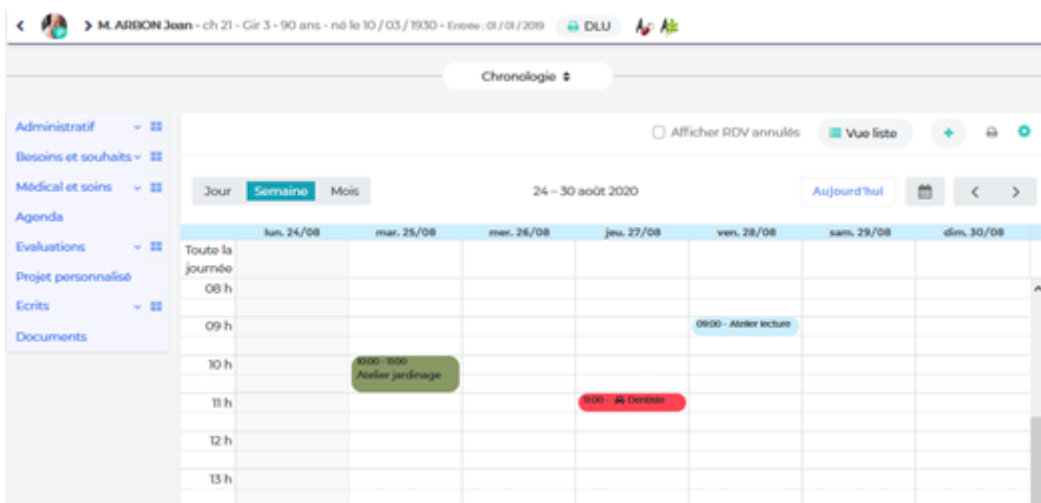 M. ARBON Jean - ch 21 - Gir 3 - 90 ans - né le 10 / 03 / 1930 - Entrée : 01 / 01 / 2019 DLU
Chronologie
Administratif
Besoins et souhaits
Médical et soins
Agenda
Evaluations
Projet personnalisé
Ecrits
Documents
Afficher RDV annulés Vue liste +
Jour Semaine Mois 24 – 30 août 2020 Aujourd'hui
lun. 24/08 mar. 25/08 mer. 26/08 jeu. 27/08 ven. 28/08 sam. 29/08 dim. 30/08
Toute la
journée
08 h
09 h 09:00 - Atelier lecture
10 h 10:00 - 11:00
Atelier jardinage
11 h 11:00 - Dentiste
12 h
13 h